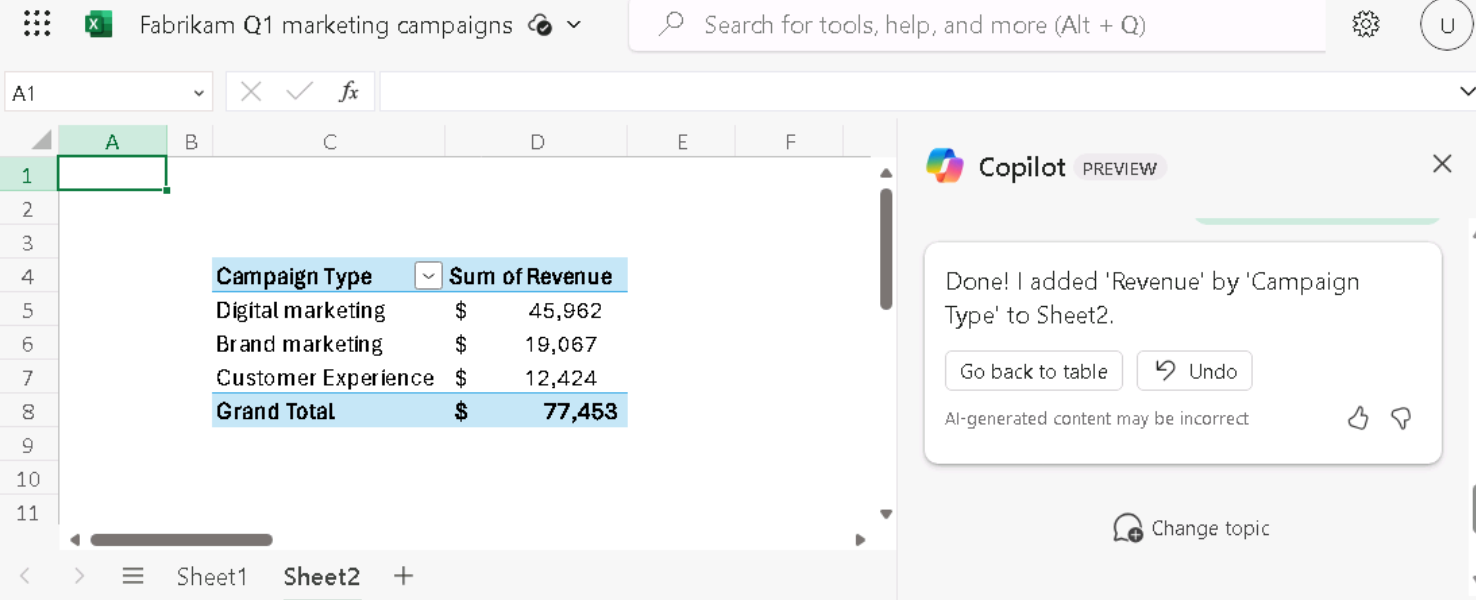 Fabrikam Q1 marketing campaigns
Search for tools, help, and more (Alt + Q)
U
A1
fx
A B C D E F
1
2
3
4 Campaign Type Sum of Revenue
5 Digital marketing $ 45,962
6 Brand marketing $ 19,067
7 Customer Experience $ 12,424
8 Grand Total $ 77,453
9
10
11
Sheet1 Sheet2 +
Copilot PREVIEW
Done! I added 'Revenue' by 'Campaign
Type' to Sheet2.
Go back to table Undo
AI-generated content may be incorrect
Change topic